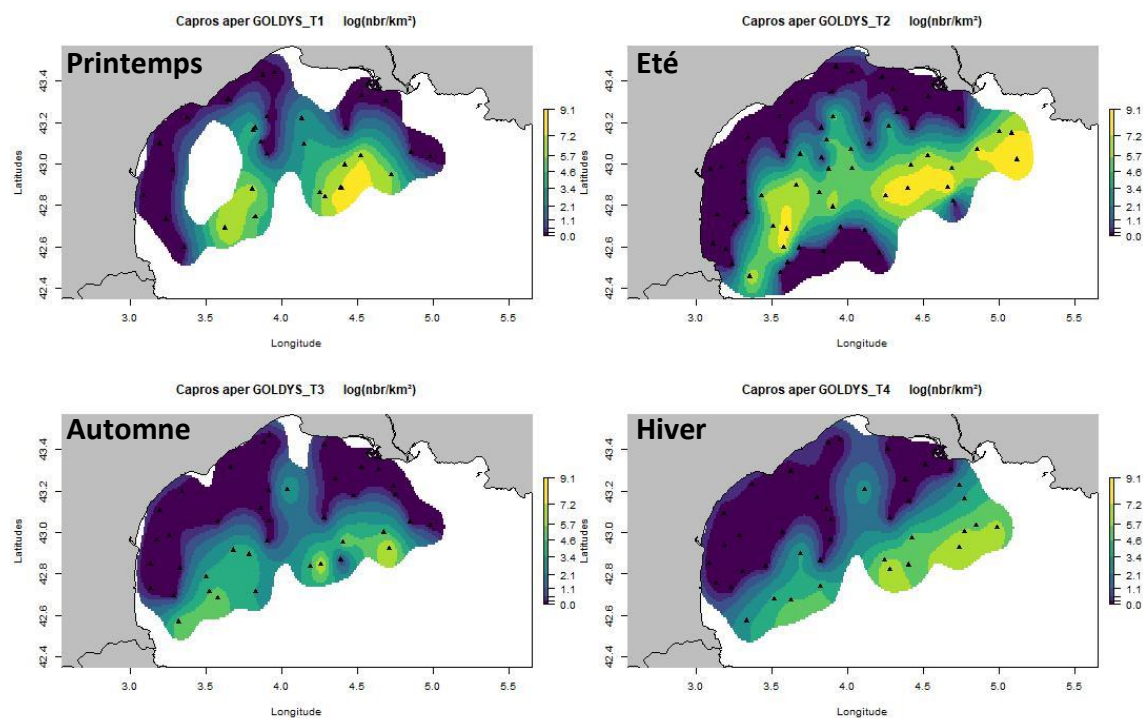 Capros aper GOLDYS_T1 log(nbr/km²)
Printemps
Latitudes
43.4
43.2
43.0
42.8
42.6
42.4
3.0 3.5 4.0 4.5 5.0 5.5
Longitude
9.1
7.2
5.7
4.6
3.4
2.1
1.1
0.0
Capros aper GOLDYS_T2 log(nbr/km²)
Eté
Latitudes
43.4
43.2
43.0
42.8
42.6
42.4
3.0 3.5 4.0 4.5 5.0 5.5
Longitude
9.1
7.2
5.7
4.6
3.4
2.1
1.1
0.0
Capros aper GOLDYS_T3 log(nbr/km²)
Automne
Latitudes
43.4
43.2
43.0
42.8
42.6
42.4
3.0 3.5 4.0 4.5 5.0 5.5
Longitude
9.1
7.2
5.7
4.6
3.4
2.1
1.1
0.0
Capros aper GOLDYS_T4 log(nbr/km²)
Hiver
Latitudes
43.4
43.2
43.0
42.8
42.6
42.4
3.0 3.5 4.0 4.5 5.0 5.5
Longitude
9.1
7.2
5.7
4.6
3.4
2.1
1.1
0.0